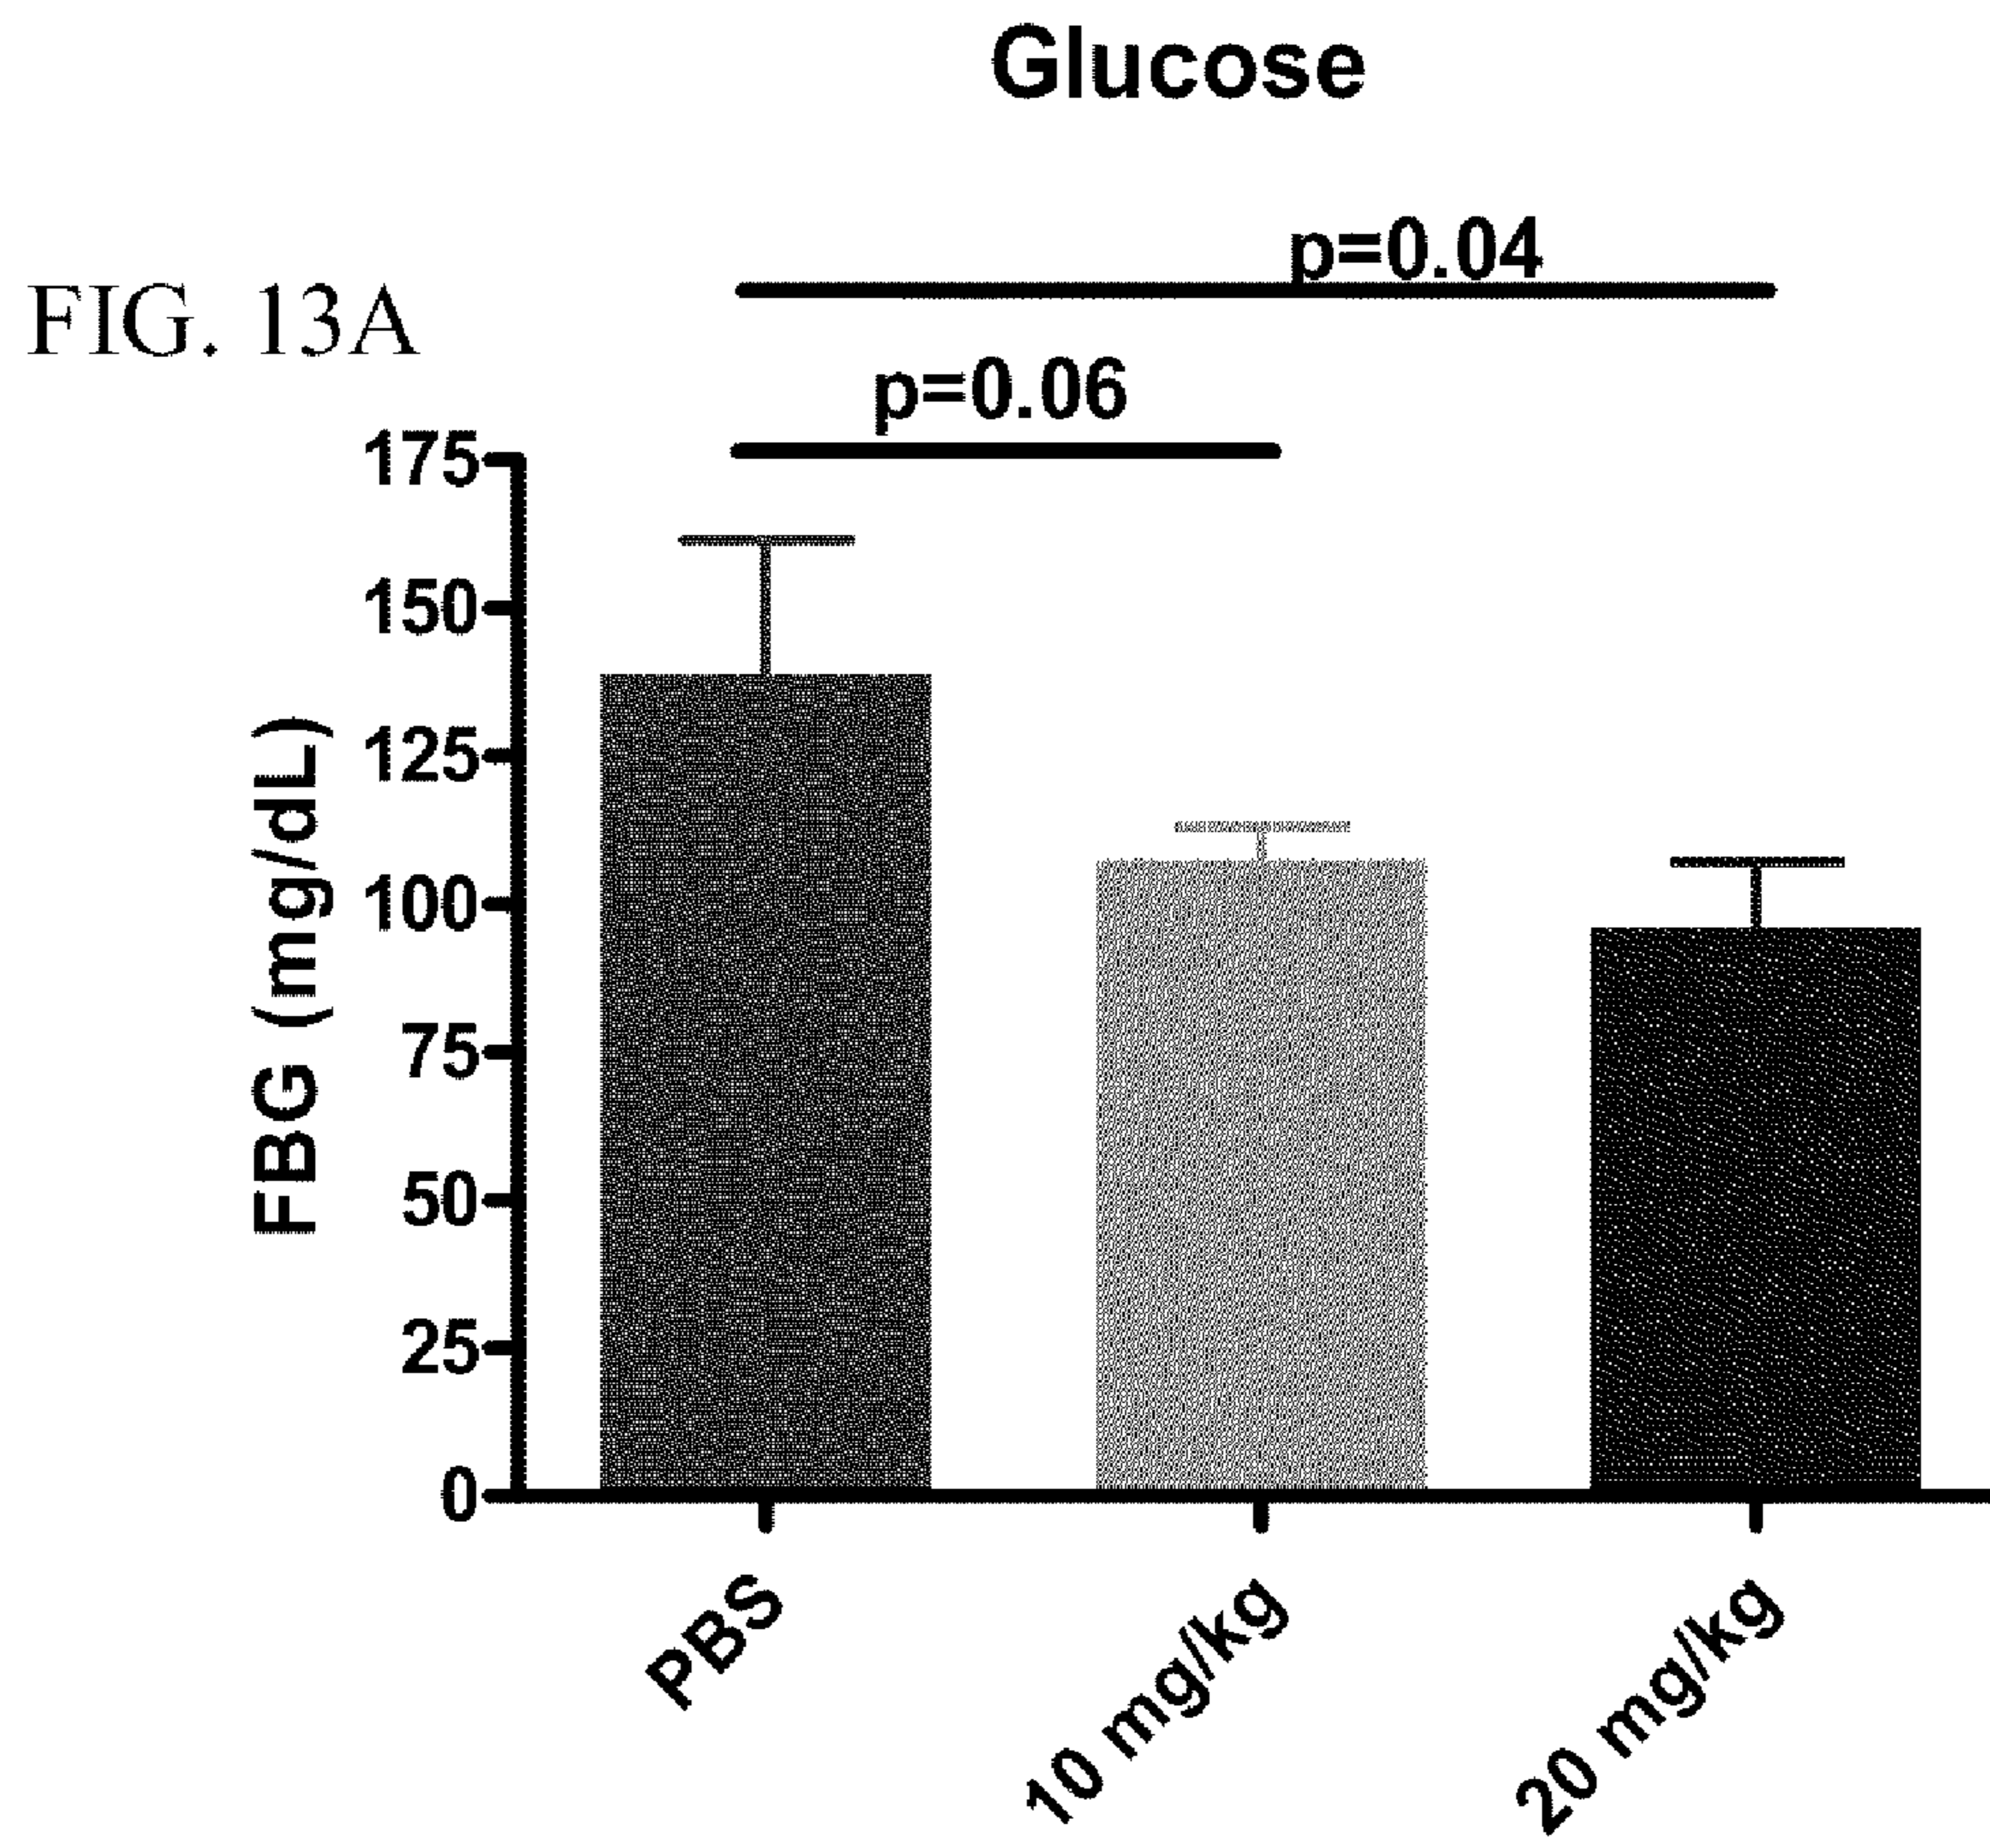 Glucose
p=0.04
FIG. 13A
p=0.06
175
150
125
100
75
50
25
0
FBG (mg/dL)
PBS
10 mg/kg
20 mg/kg